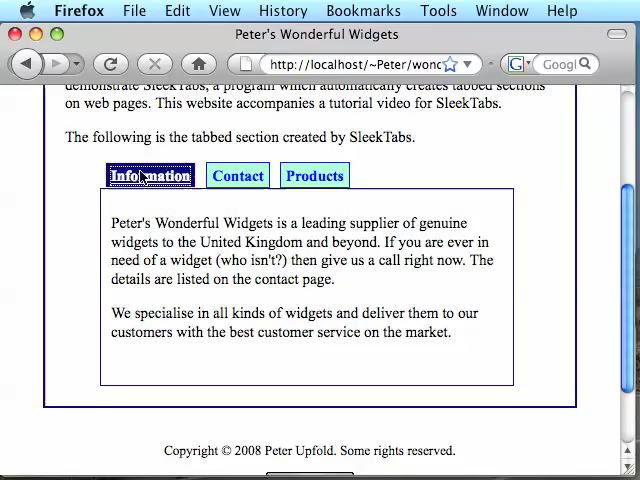 Firefox File Edit View History Bookmarks Tools Window Help
Peter's Wonderful Widgets
http://localhost/~Peter/wonc Googl
demonstrate SleekTabs, a program which automatically creates tabbed sections
on web pages. This website accompanies a tutorial video for SleekTabs.
The following is the tabbed section created by SleekTabs.
Information Contact Products
Peter's Wonderful Widgets is a leading supplier of genuine
widgets to the United Kingdom and beyond. If you are ever in
need of a widget (who isn't?) then give us a call right now. The
details are listed on the contact page.
We specialise in all kinds of widgets and deliver them to our
customers with the best customer service on the market.
Copyright © 2008 Peter Upfold. Some rights reserved.